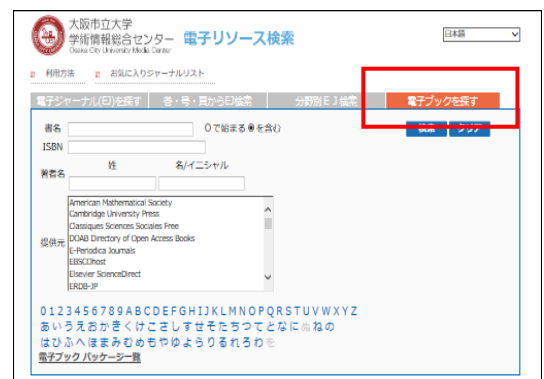 大阪市立大学
学術情報総合センター 電子リソース検索
Osaka City University Media Center
日本語
利用方法 お気に入りジャーナルリスト
電子ジャーナル(EJ)を探す 巻・号・頁からEJ検索 分野別EJ検索 電子ブックを探す
書名 で始まる を含む 検索 クリア
ISBN
姓 名/イニシャル
著者名
American Mathematical Society
Cambridge University Press
Classiques Sciences Sociales Free
DOAB Directory of Open Access Books
提供元 E-Periodica Journals
EBSCOhost
Elsevier ScienceDirect
ERDB-JP
0 1 2 3 4 5 6 7 8 9 A B C D E F G H I J K L M N O P Q R S T U V W X Y Z
あ い う え お か き く け こ さ し す せ そ た ち つ て と な に ぬ ね の
は ひ ふ へ ほ ま み む め も や ゆ よ ら り る れ ろ わ を
電子ブック パッケージ一覧